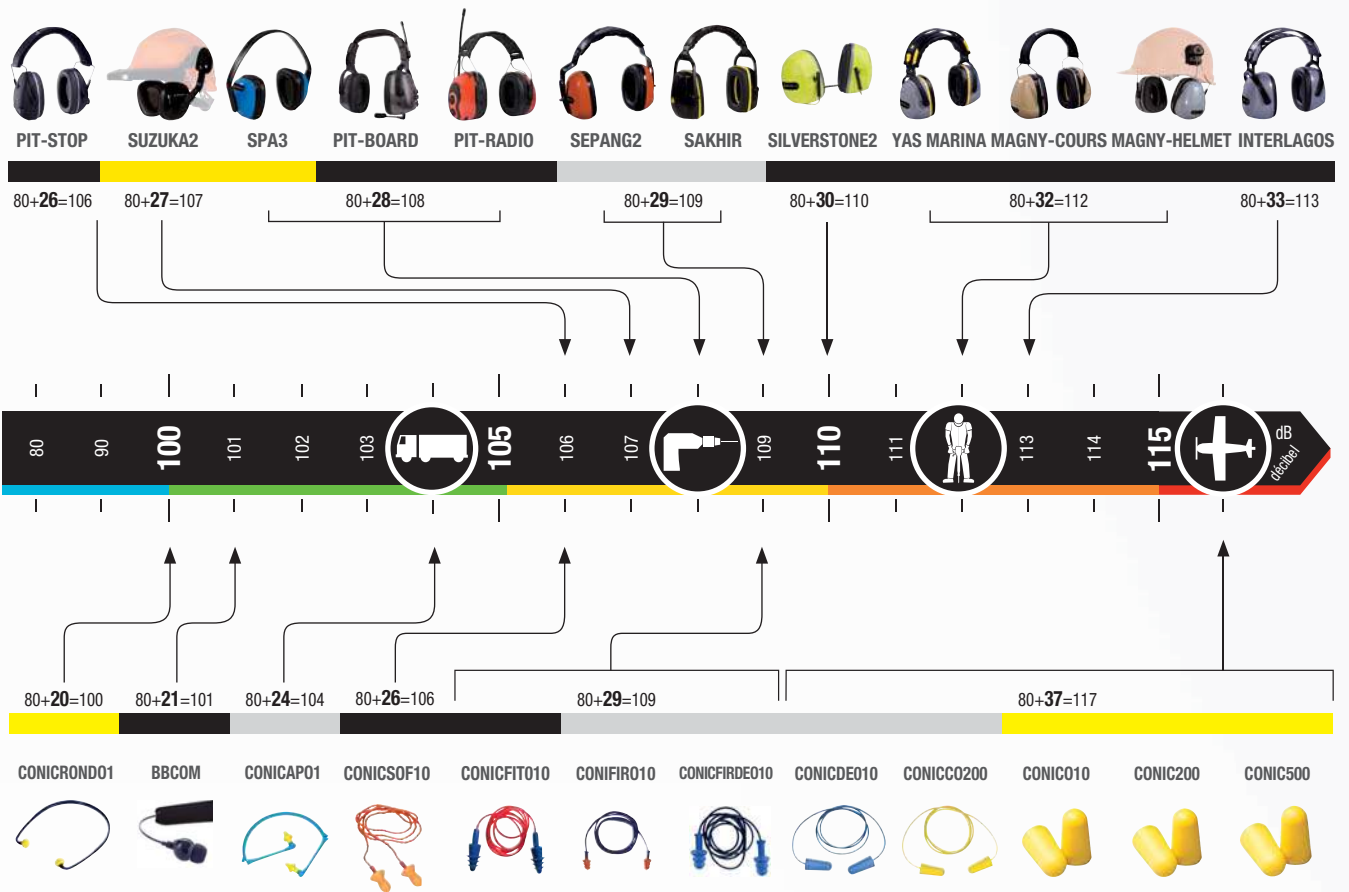 PIT-STOP SUZUKA2 SPA3 PIT-BOARD PIT-RADIO SEPANG2 SAKHIR SILVERSTONE2 YAS MARINA MAGNY-COURS MAGNY-HELMET INTERLAGOS
80+26=106 80+27=107 80+28=108 80+29=109 80+30=110 80+32=112 80+33=113
80 90 100 101 102 103 105 106 107 109 110 111 113 114 115 dB
décibel
80+20=100 80+21=101 80+24=104 80+26=106 80+29=109 80+37=117
CONICROND01 BBCOM CONICAP01 CONICSOF10 CONICFIT010 CONIFIR010 CONICFIRDE010 CONICDE010 CONICCO200 CONICO10 CONIC200 CONIC500